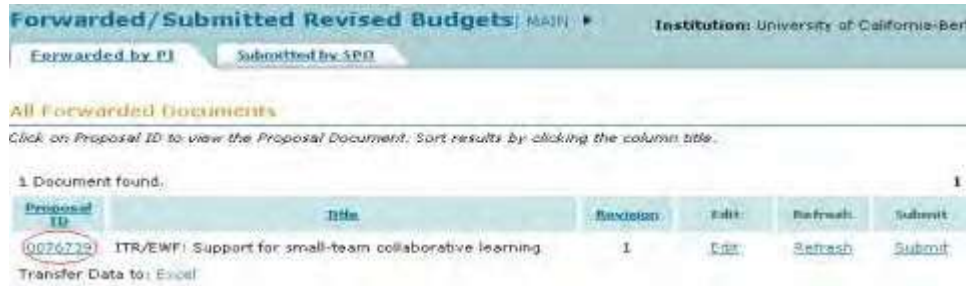 Forwarded/Submitted Revised Budgets| MAIN ▸ Institution: University of California-Ber
Forwarded by PI Submitted by SPO
All Forwarded Documents
Click on Proposal ID to view the Proposal Document. Sort results by clicking the column title.
1 Document found. 1
Proposal ID Title Revision Edit Refresh Submit
0076729 ITR/EWF: Support for small-team collaborative learning 1 Edit Refresh Submit
Transfer Data to: Excel